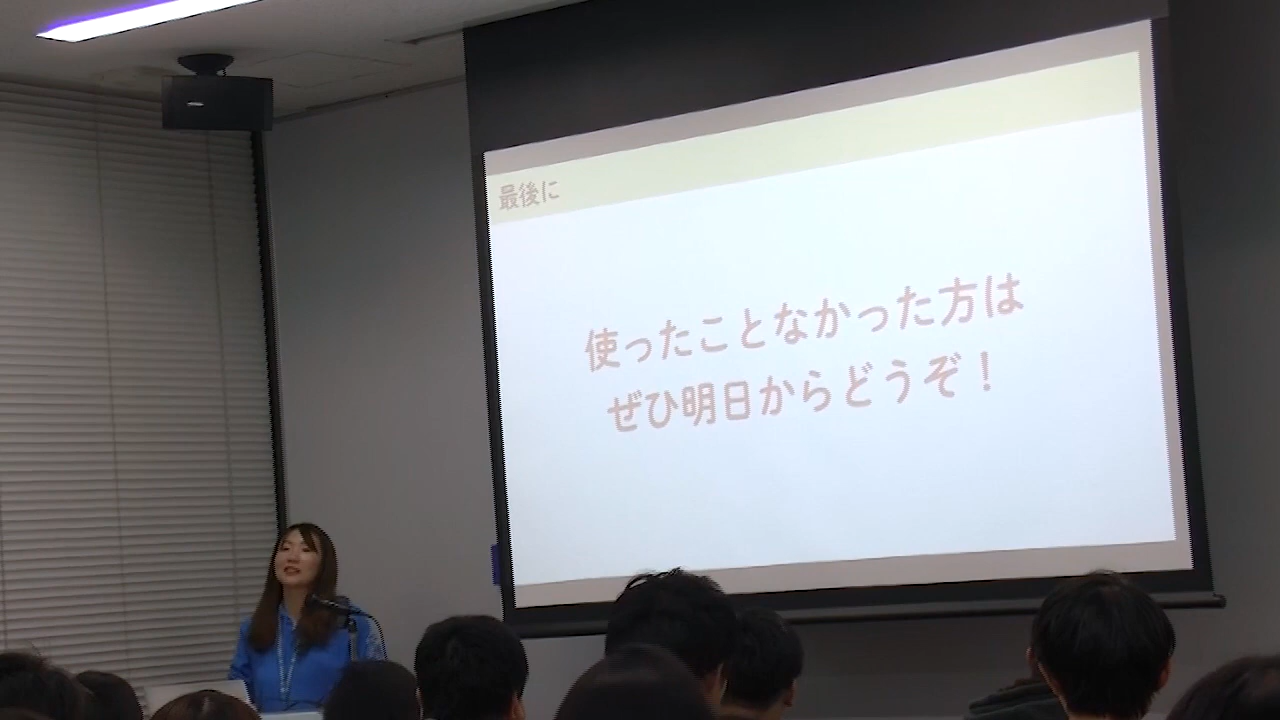 最後に
使ったことなかった方は
ぜひ明日からどうぞ！